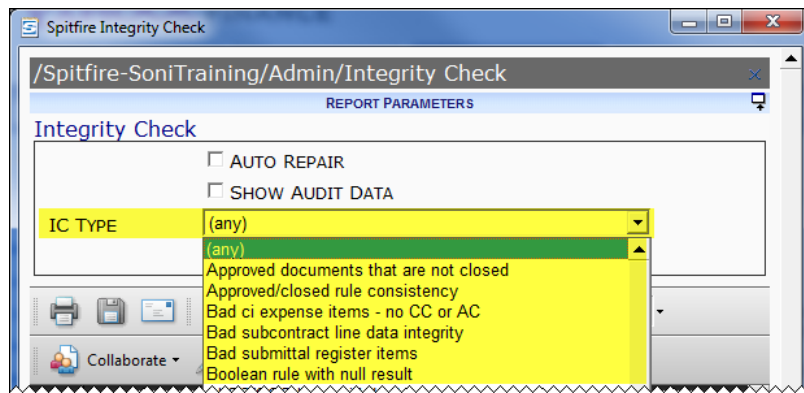 Spitfire Integrity Check
/Spitfire-SoniTraining/Admin/Integrity Check
REPORT PARAMETERS
Integrity Check
AUTO REPAIR
SHOW AUDIT DATA
IC TYPE
(any)
(any)
Approved documents that are not closed
Approved/closed rule consistency
Bad ci expense items - no CC or AC
Bad subcontract line data integrity
Bad submittal register items
Boolean rule with null result
Collaborate